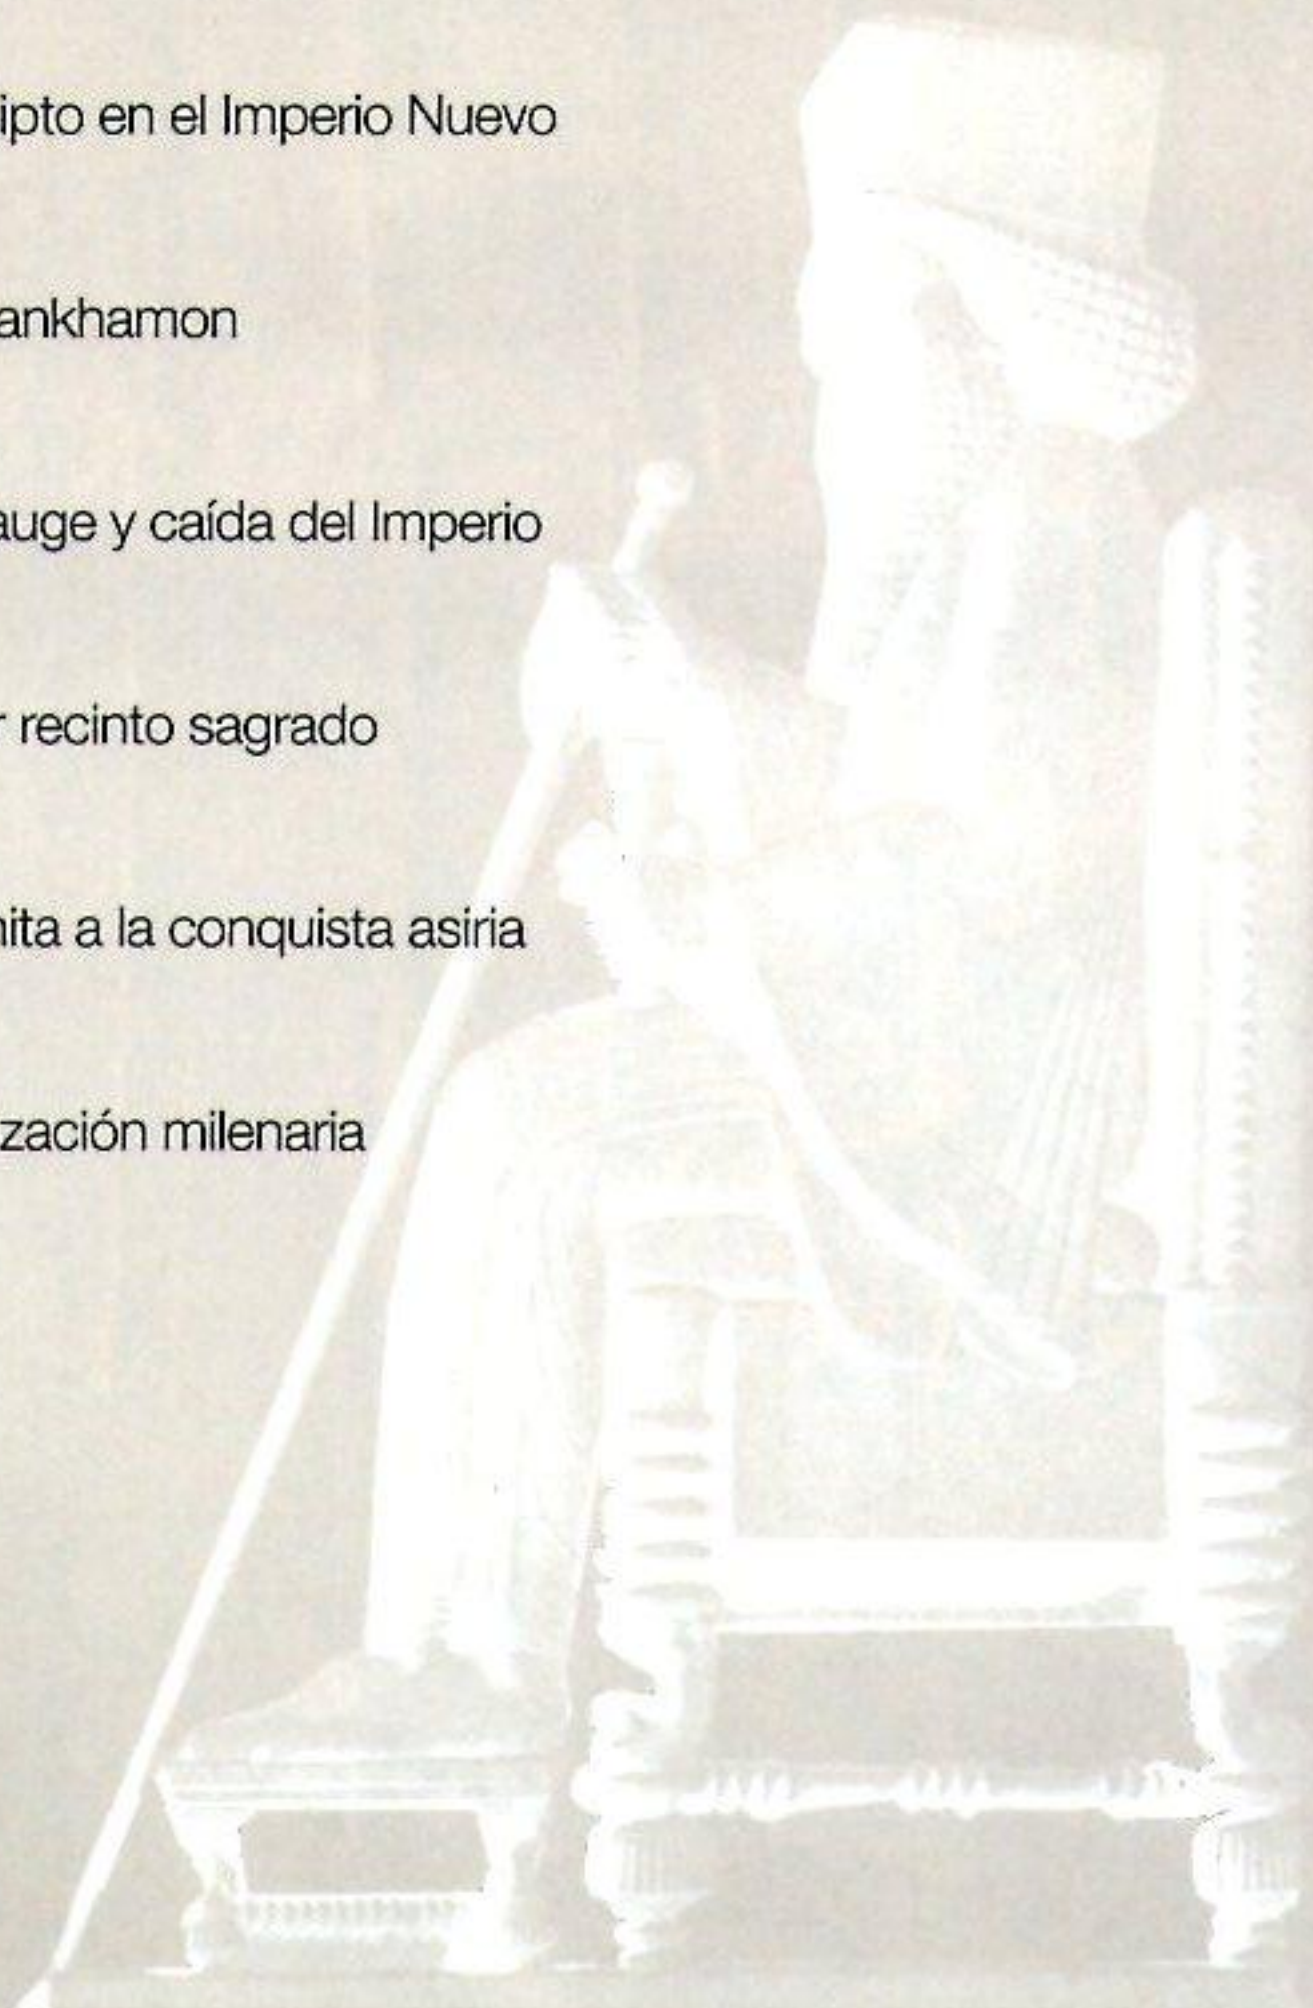 ipto en el Imperio Nuevo
ankhamon
auge y caída del Imperio
r recinto sagrado
ita a la conquista asiria
zación milenaria